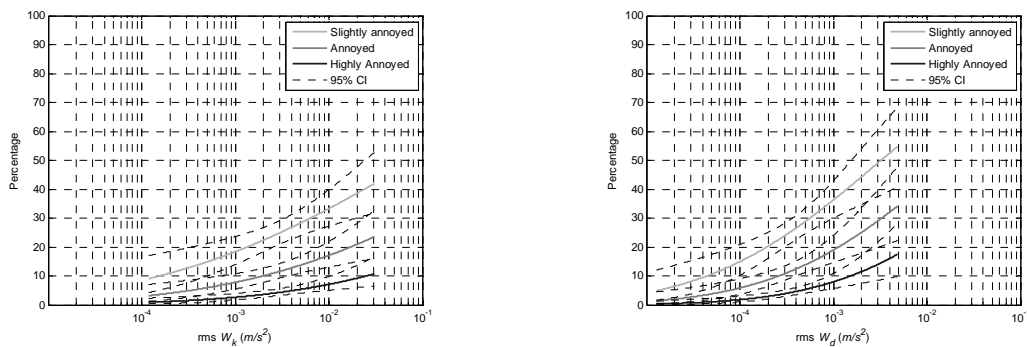 100
90
80
70
60
50
40
30
20
10
0
Percentage
Slightly annoyed
Annoyed
Highly Annoyed
95% CI
10^-4
10^-3
10^-2
10^-1
rms W_k (m/s^2)
100
90
80
70
60
50
40
30
20
10
0
Percentage
Slightly annoyed
Annoyed
Highly Annoyed
95% CI
10^-4
10^-3
10^-2
10^-1
rms W_d (m/s^2)